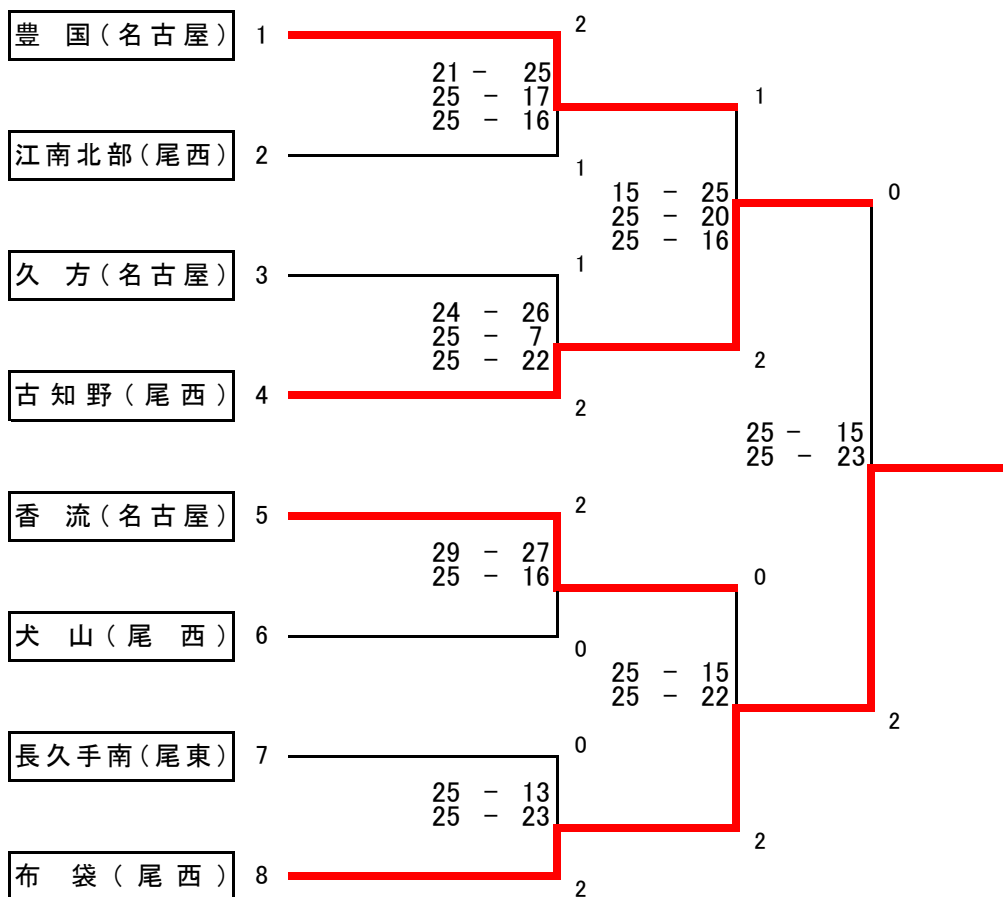 豊 国(名古屋) 1
2
21 - 25
25 - 17
25 - 16
1
江南北部(尾西) 2
1
15 - 25
25 - 20
25 - 16
0
久 方(名古屋) 3
1
24 - 26
25 - 7
25 - 22
2
古知野(尾西) 4
2
25 - 15
25 - 23
香 流(名古屋) 5
2
29 - 27
25 - 16
0
犬 山(尾 西) 6
0
25 - 15
25 - 22
2
長久手南(尾東) 7
0
25 - 13
25 - 23
2
布 袋(尾西) 8
2